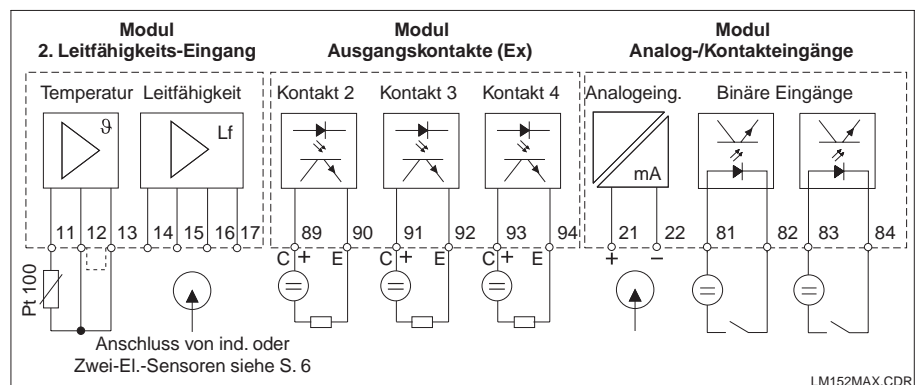 Modul
2. Leitfähigkeits-Eingang
Modul
Ausgangskontakte (Ex)
Modul
Analog-/Kontakteingänge
Temperatur Leitfähigkeit
Kontakt 2 Kontakt 3 Kontakt 4
Analogeing. Binäre Eingänge
ϑ Lf
mA
11 12 13 14 15 16 17
89 90 91 92 93 94
21 22 81 82 83 84
C + E C + E C + E
+ −
Pt 100
Anschluss von ind. oder
Zwei-El.-Sensoren siehe S. 6
LM152MAX.CDR